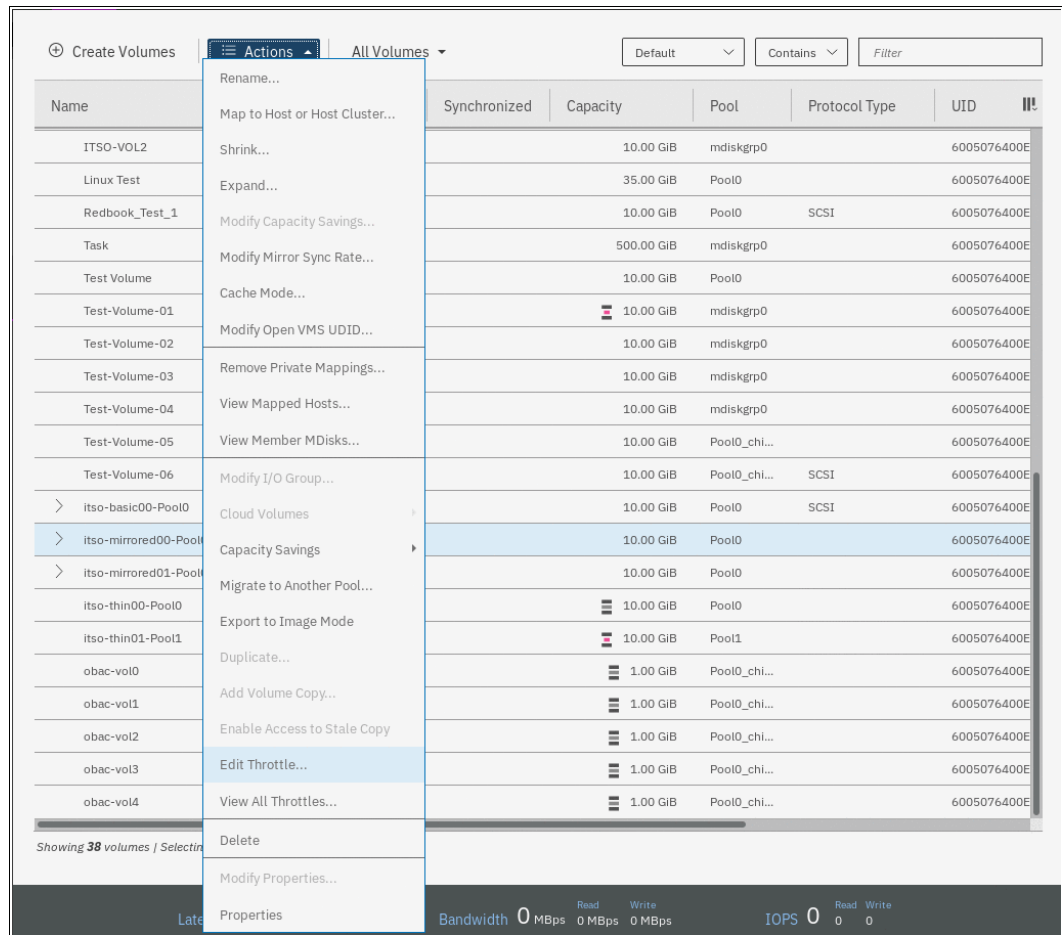 Create Volumes Actions All Volumes Default Contains Filter
Name Synchronized Capacity Pool Protocol Type UID
Rename...
Map to Host or Host Cluster...
Shrink...
Expand...
Modify Capacity Savings...
Modify Mirror Sync Rate...
Cache Mode...
Modify Open VMS UDID...
Remove Private Mappings...
View Mapped Hosts...
View Member MDisks...
Modify I/O Group...
Cloud Volumes
Capacity Savings
Migrate to Another Pool...
Export to Image Mode
Duplicate...
Add Volume Copy...
Enable Access to Stale Copy
Edit Throttle...
View All Throttles...
Delete
Modify Properties...
Properties
ITSO-VOL2 10.00 GiB mdiskgrp0 6005076400E
Linux Test 35.00 GiB Pool0 6005076400E
Redbook_Test_1 10.00 GiB Pool0 SCSI 6005076400E
Task 500.00 GiB mdiskgrp0 6005076400E
Test Volume 10.00 GiB Pool0 6005076400E
Test-Volume-01 10.00 GiB mdiskgrp0 6005076400E
Test-Volume-02 10.00 GiB mdiskgrp0 6005076400E
Test-Volume-03 10.00 GiB mdiskgrp0 6005076400E
Test-Volume-04 10.00 GiB mdiskgrp0 6005076400E
Test-Volume-05 10.00 GiB Pool0_chi... 6005076400E
Test-Volume-06 10.00 GiB Pool0_chi... SCSI 6005076400E
itso-basic00-Pool0 10.00 GiB Pool0 SCSI 6005076400E
itso-mirrored00-Pool 10.00 GiB Pool0 6005076400E
itso-mirrored01-Pool 10.00 GiB Pool0 6005076400E
itso-thin00-Pool0 10.00 GiB Pool0 6005076400E
itso-thin01-Pool1 10.00 GiB Pool1 6005076400E
obac-vol0 1.00 GiB Pool0_chi... 6005076400E
obac-vol1 1.00 GiB Pool0_chi... 6005076400E
obac-vol2 1.00 GiB Pool0_chi... 6005076400E
obac-vol3 1.00 GiB Pool0_chi... 6005076400E
obac-vol4 1.00 GiB Pool0_chi... 6005076400E
Showing 38 volumes | Selectin
Late Bandwidth 0 MBps Read 0 MBps Write 0 MBps IOPS 0 Read 0 Write 0